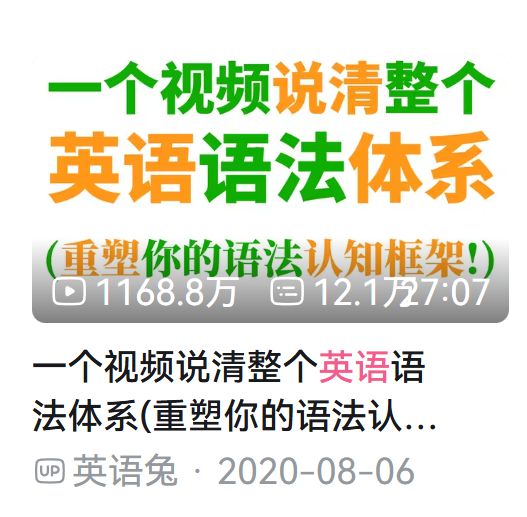 一个视频说清整个
英语语法体系
(重塑你的语法认知框架!)
1168.8万 12.1万 27:07
一个视频说清整个英语语
法体系(重塑你的语法认…
UP 英语兔 · 2020-08-06